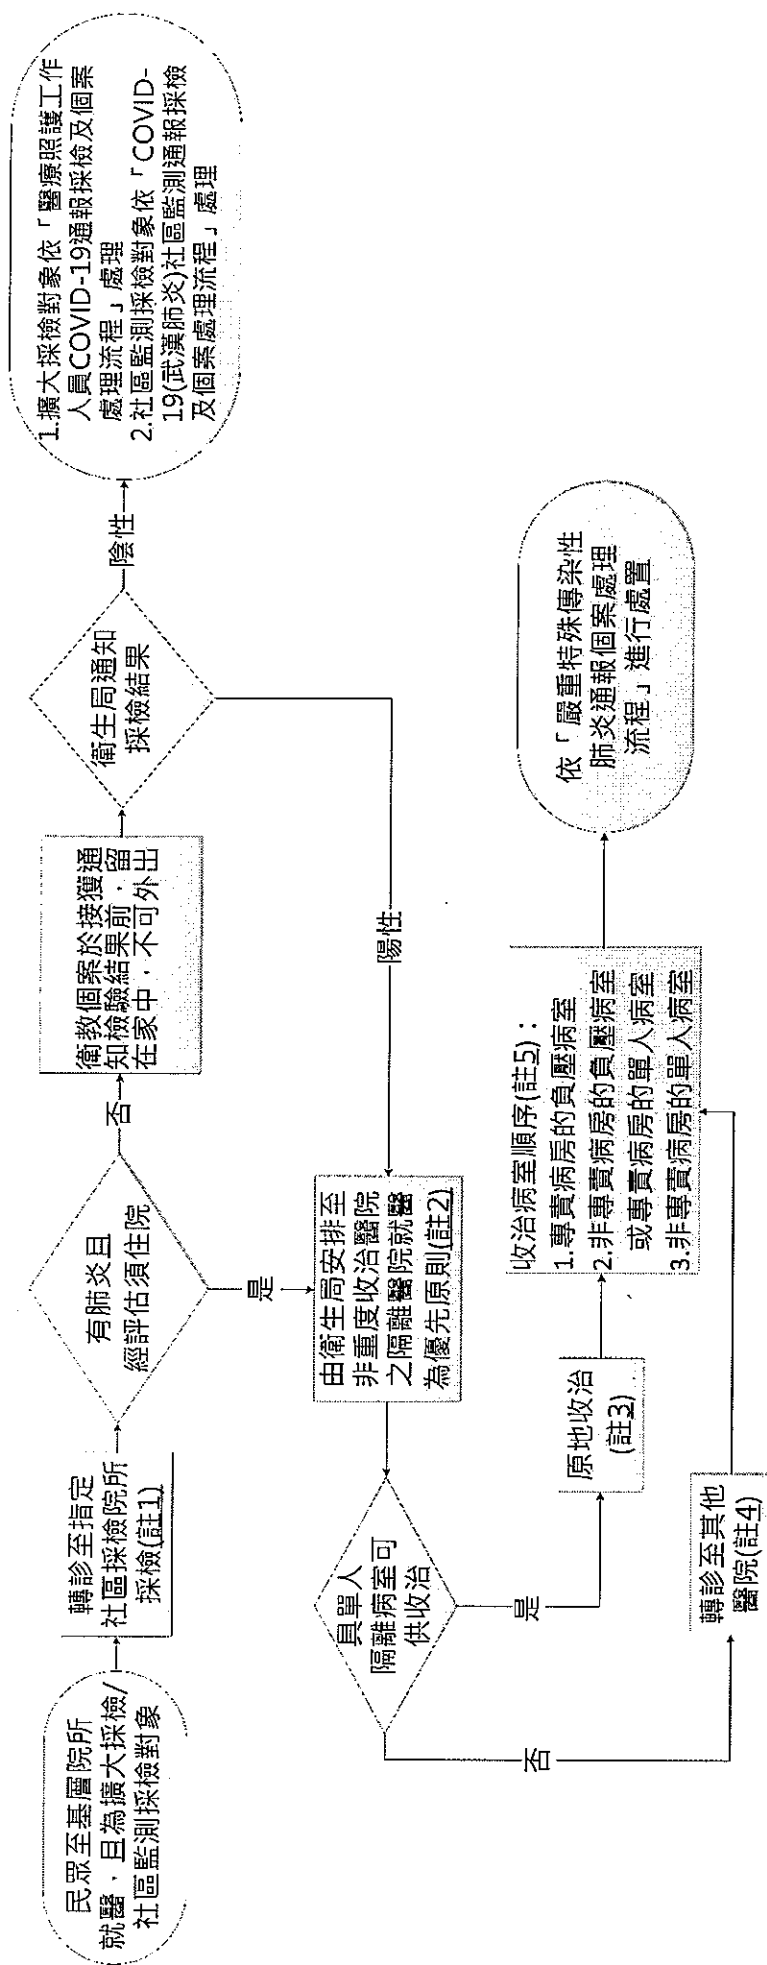 民眾至基層院所
就醫，且為擴大採檢/
社區監測採檢對象
轉診至指定
社區採檢院所
採檢(註1)
有肺炎且
經評估須住院
否
是
衛教個案於接獲通
知檢驗結果前，留
在家中，不可外出
衛生局通知
採檢結果
陰性
陽性
1.擴大採檢對象依「醫療照護工作
人員COVID-19通報採檢及個案
處理流程」處理
2.社區監測採檢對象依「COVID-
19(武漢肺炎)社區監測通報採檢
及個案處理流程」處理
由衛生局安排至
非重度收治醫院
之隔離醫院就醫
為優先原則(註2)
具單人
隔離病室可
供收治
是
否
原地收治
(註3)
轉診至其他
醫院(註4)
收治病室順序(註5)：
1.專責病房的負壓病室
2.非專責病房的負壓病室
或專責病房的單人病室
3.非專責病房的單人病室
依「嚴重特殊傳染性
肺炎通報個案處理
流程」進行處置